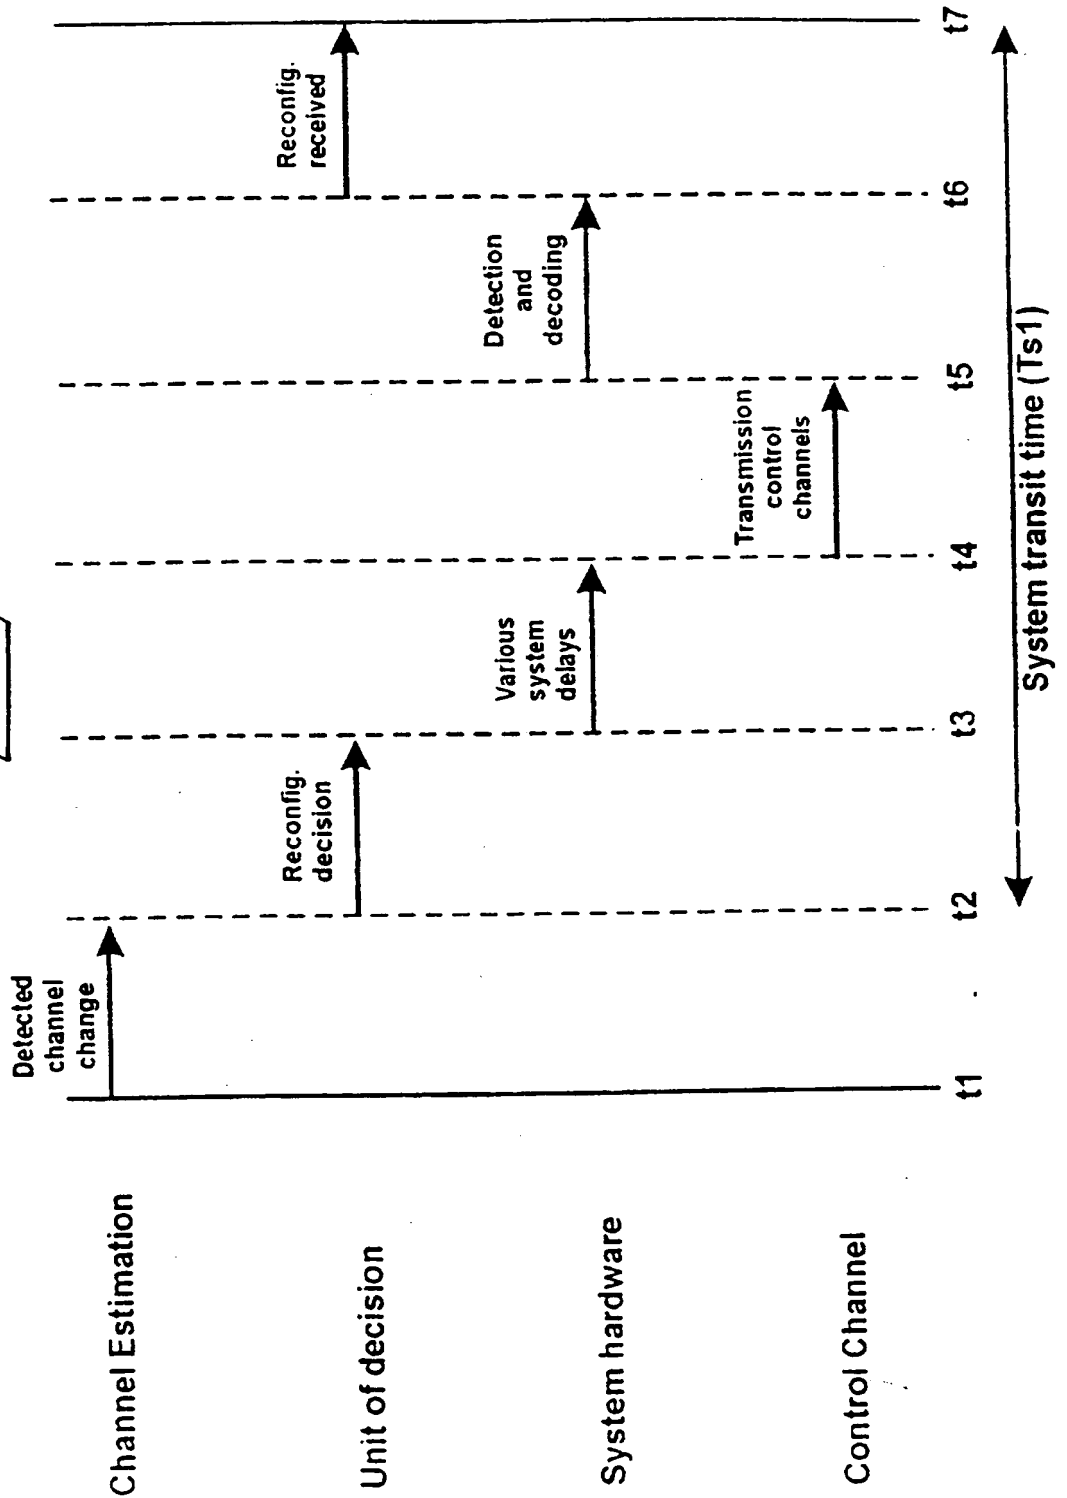 Channel Estimation
Detected
channel
change
Unit of decision
Reconfig.
decision
Reconfig.
received
System hardware
Various
system
delays
Detection
and
decoding
Control Channel
Transmission
control
channels
t1
t2
t3
t4
t5
t6
t7
System transit time (Ts1)